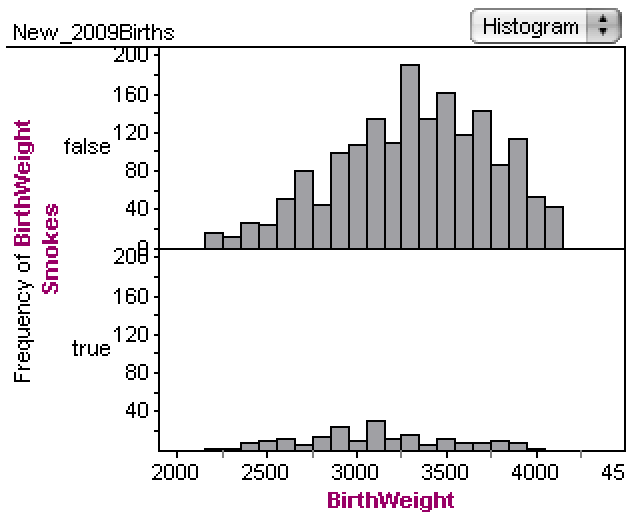 New_2009Births
Histogram
Frequency of BirthWeight
Smokes
false
200
160
120
80
40
0
true
200
160
120
80
40
2000 2500 3000 3500 4000 45
BirthWeight